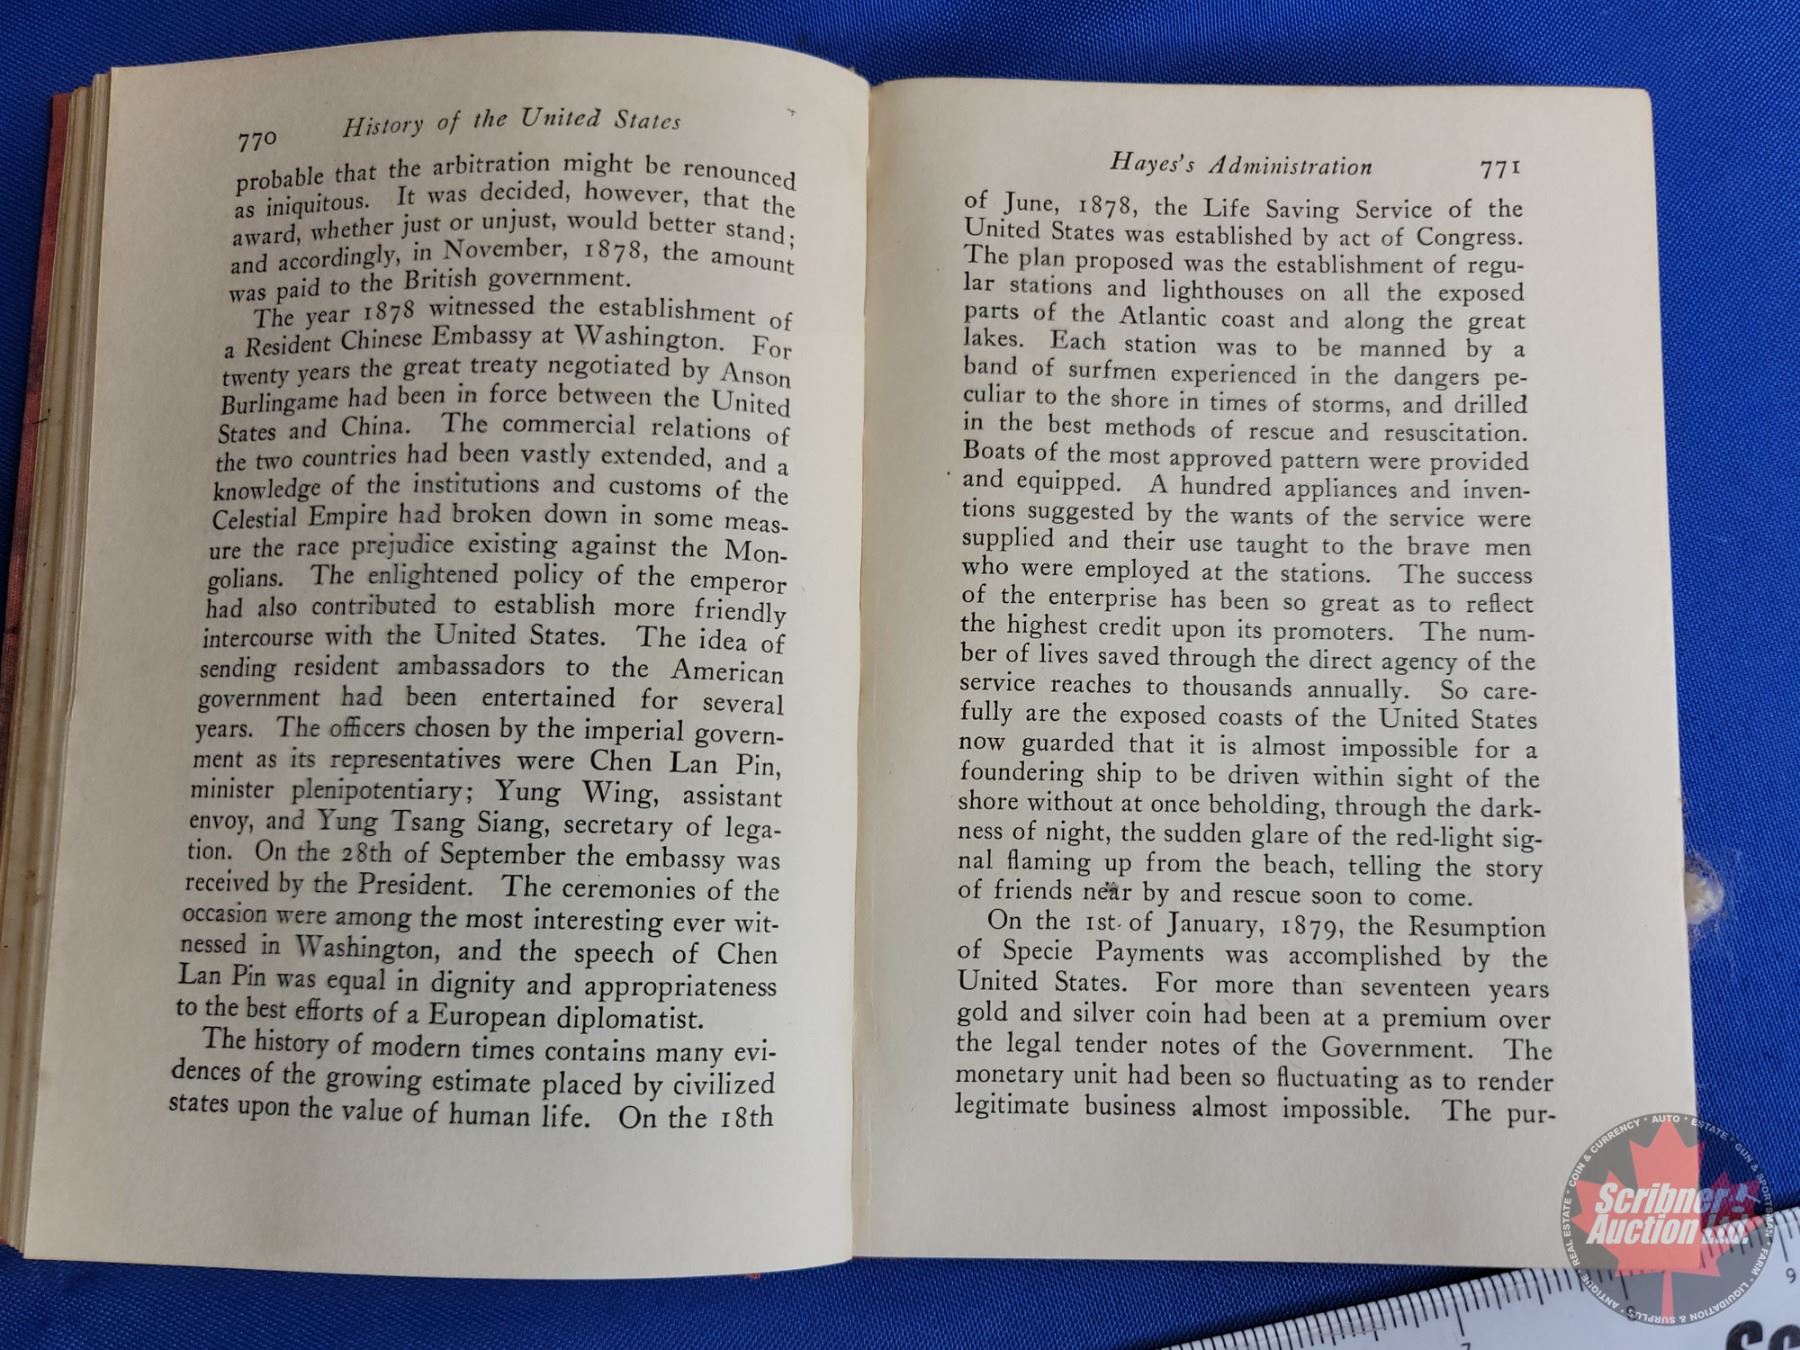 770 History of the United States
probable that the arbitration might be renounced
as iniquitous. It was decided, however, that the
award, whether just or unjust, would better stand;
and accordingly, in November, 1878, the amount
was paid to the British government.
The year 1878 witnessed the establishment of
a Resident Chinese Embassy at Washington. For
twenty years the great treaty negotiated by Anson
Burlingame had been in force between the United
States and China. The commercial relations of
the two countries had been vastly extended, and a
knowledge of the institutions and customs of the
Celestial Empire had broken down in some meas-
ure the race prejudice existing against the Mon-
golians. The enlightened policy of the emperor
had also contributed to establish more friendly
intercourse with the United States. The idea of
sending resident ambassadors to the American
government had been entertained for several
years. The officers chosen by the imperial govern-
ment as its representatives were Chen Lan Pin,
minister plenipotentiary; Yung Wing, assistant
envoy, and Yung Tsang Siang, secretary of lega-
tion. On the 28th of September the embassy was
received by the President. The ceremonies of the
occasion were among the most interesting ever wit-
nessed in Washington, and the speech of Chen
Lan Pin was equal in dignity and appropriateness
to the best efforts of a European diplomatist.
The history of modern times contains many evi-
dences of the growing estimate placed by civilized
states upon the value of human life. On the 18th
Hayes's Administration 771
of June, 1878, the Life Saving Service of the
United States was established by act of Congress.
The plan proposed was the establishment of regu-
lar stations and lighthouses on all the exposed
parts of the Atlantic coast and along the great
lakes. Each station was to be manned by a
band of surfmen experienced in the dangers pe-
culiar to the shore in times of storms, and drilled
in the best methods of rescue and resuscitation.
Boats of the most approved pattern were provided
and equipped. A hundred appliances and inven-
tions suggested by the wants of the service were
supplied and their use taught to the brave men
who were employed at the stations. The success
of the enterprise has been so great as to reflect
the highest credit upon its promoters. The num-
ber of lives saved through the direct agency of the
service reaches to thousands annually. So care-
fully are the exposed coasts of the United States
now guarded that it is almost impossible for a
foundering ship to be driven within sight of the
shore without at once beholding, through the dark-
ness of night, the sudden glare of the red-light sig-
nal flaming up from the beach, telling the story
of friends near by and rescue soon to come.
On the 1st of January, 1879, the Resumption
of Specie Payments was accomplished by the
United States. For more than seventeen years
gold and silver coin had been at a premium over
the legal tender notes of the Government. The
monetary unit had been so fluctuating as to render
legitimate business almost impossible. The pur-
COIN & CURRENCY • AUTO • ESTATE • GUN & SPORTSMAN • FARM • LIQUIDATION & SURPLUS • ANTIQUE • REAL ESTATE •
Scribner
Auction Ltd.
7 8 9